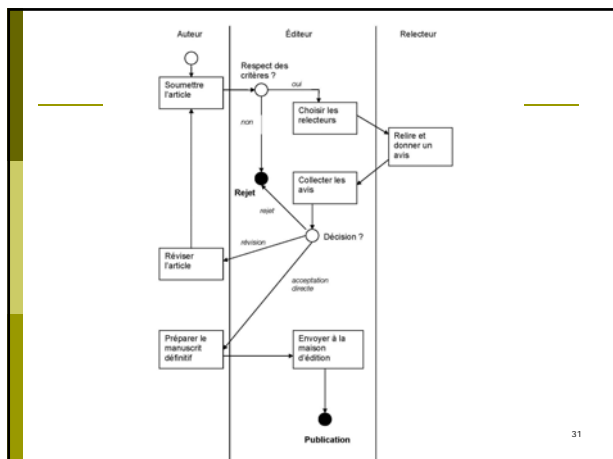 Auteur
Éditeur
Relecteur
Respect des
critères ?
oui
Soumettre
l'article
Choisir les
relecteurs
non
Relire et
donner un
avis
Collecter les
avis
Rejet
rejet
Décision ?
révision
Réviser
l'article
acceptation
directe
Préparer le
manuscrit
définitif
Envoyer à la
maison
d'édition
Publication
31